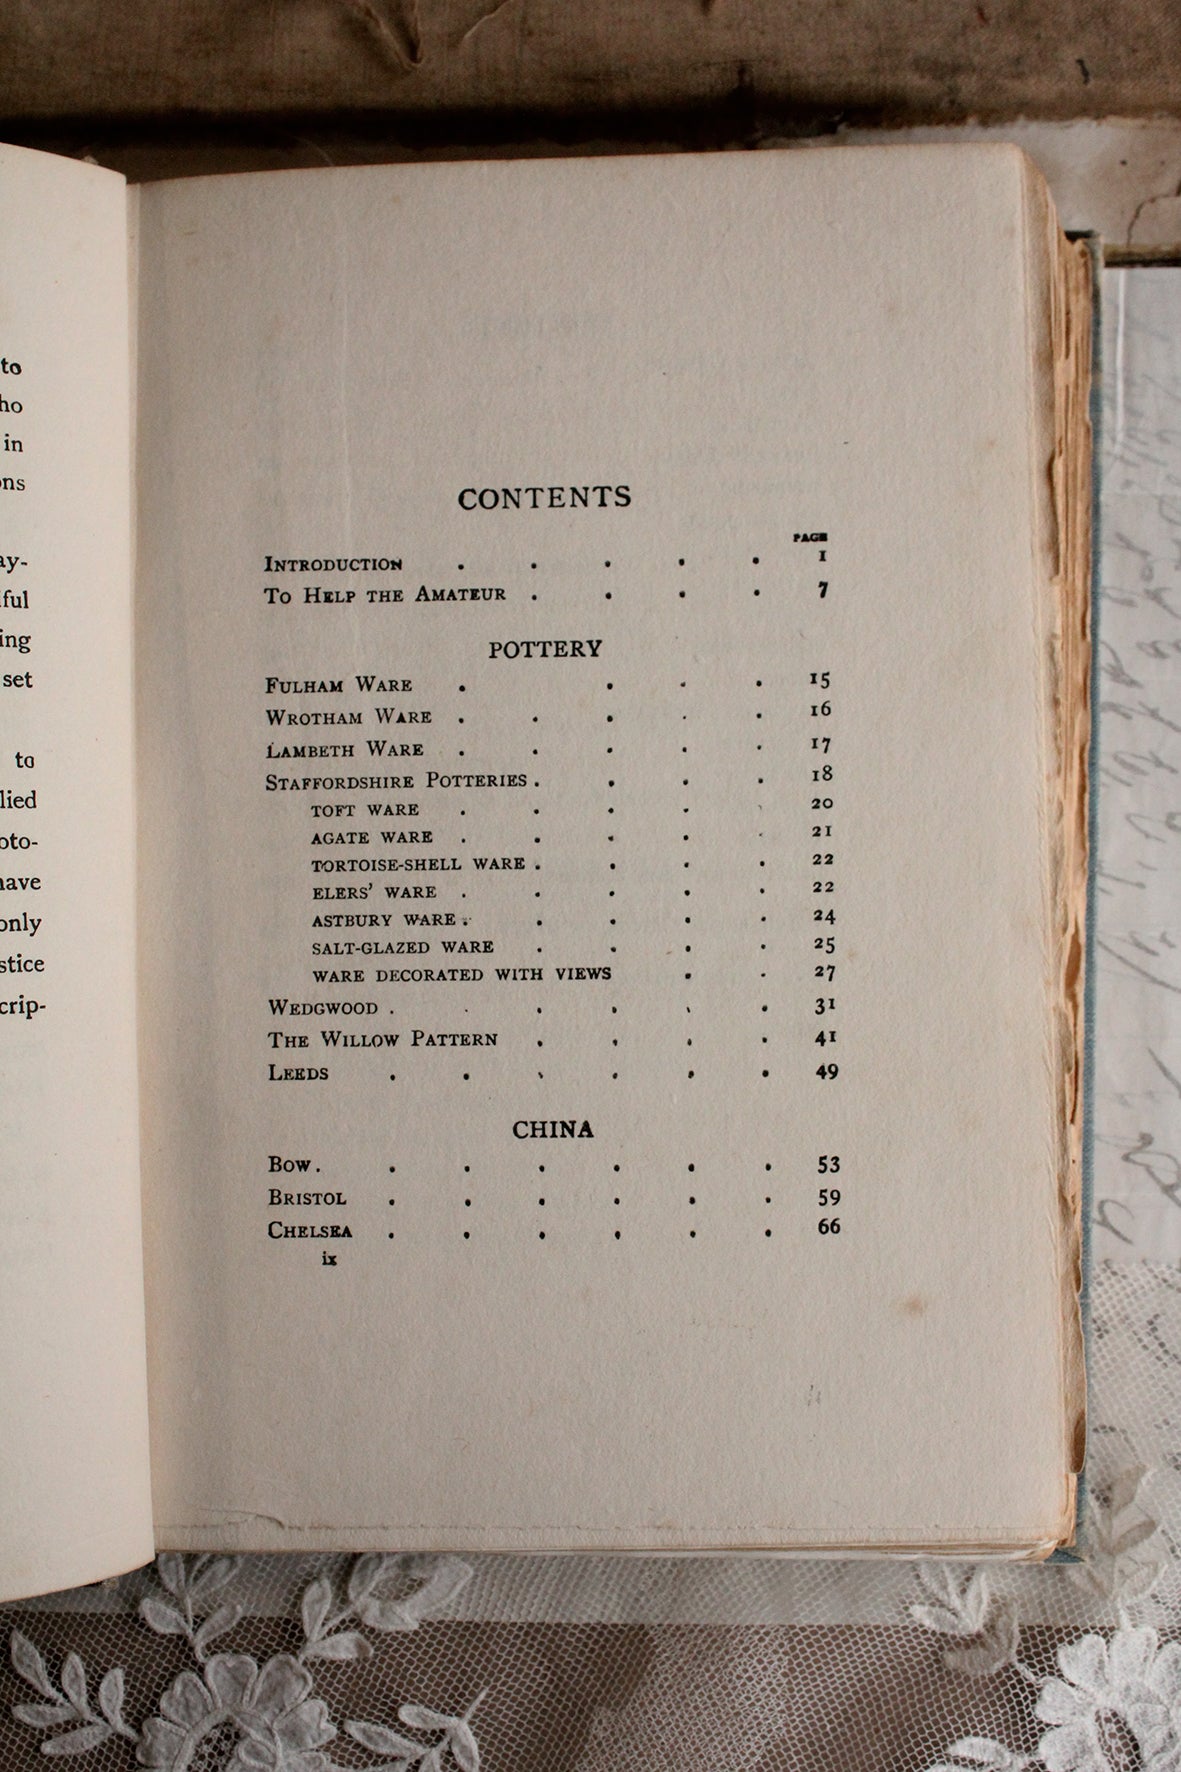 to
ho
in
ons
ay-
ful
ing
set
to
lied
oto-
have
only
stice
crip-
CONTENTS
PAGE
INTRODUCTION . . . . . 1
TO HELP THE AMATEUR . . . . 7
POTTERY
FULHAM WARE . . . . 15
WROTHAM WARE . . . . . 16
LAMBETH WARE . . . . . 17
STAFFORDSHIRE POTTERIES . . . . 18
TOFT WARE . . . . . 20
AGATE WARE . . . . . 21
TORTOISE-SHELL WARE . . . . 22
ELERS' WARE . . . . . 22
ASTBURY WARE . . . . . 24
SALT-GLAZED WARE . . . . 25
WARE DECORATED WITH VIEWS . . 27
WEDGWOOD . . . . . . 31
THE WILLOW PATTERN . . . . 41
LEEDS . . . . . . 49
CHINA
BOW . . . . . . . 53
BRISTOL . . . . . . 59
CHELSEA . . . . . . 66
ix